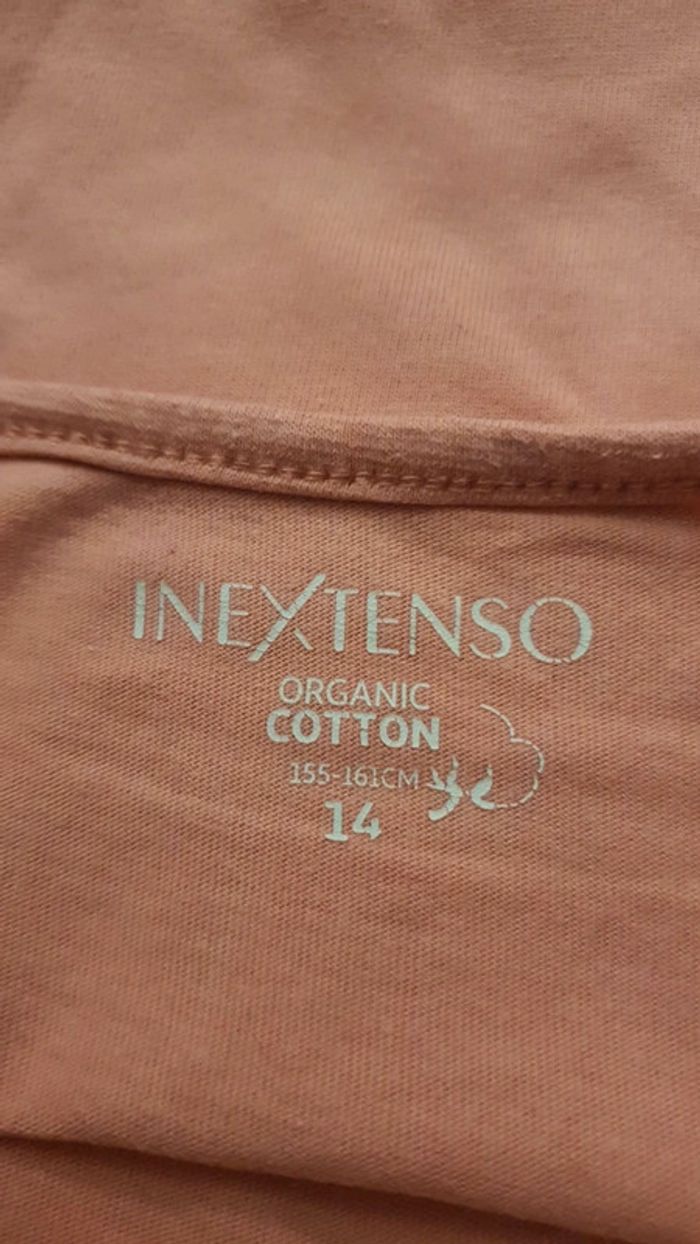 INEXTENSO
ORGANIC
COTTON
155-161CM
14